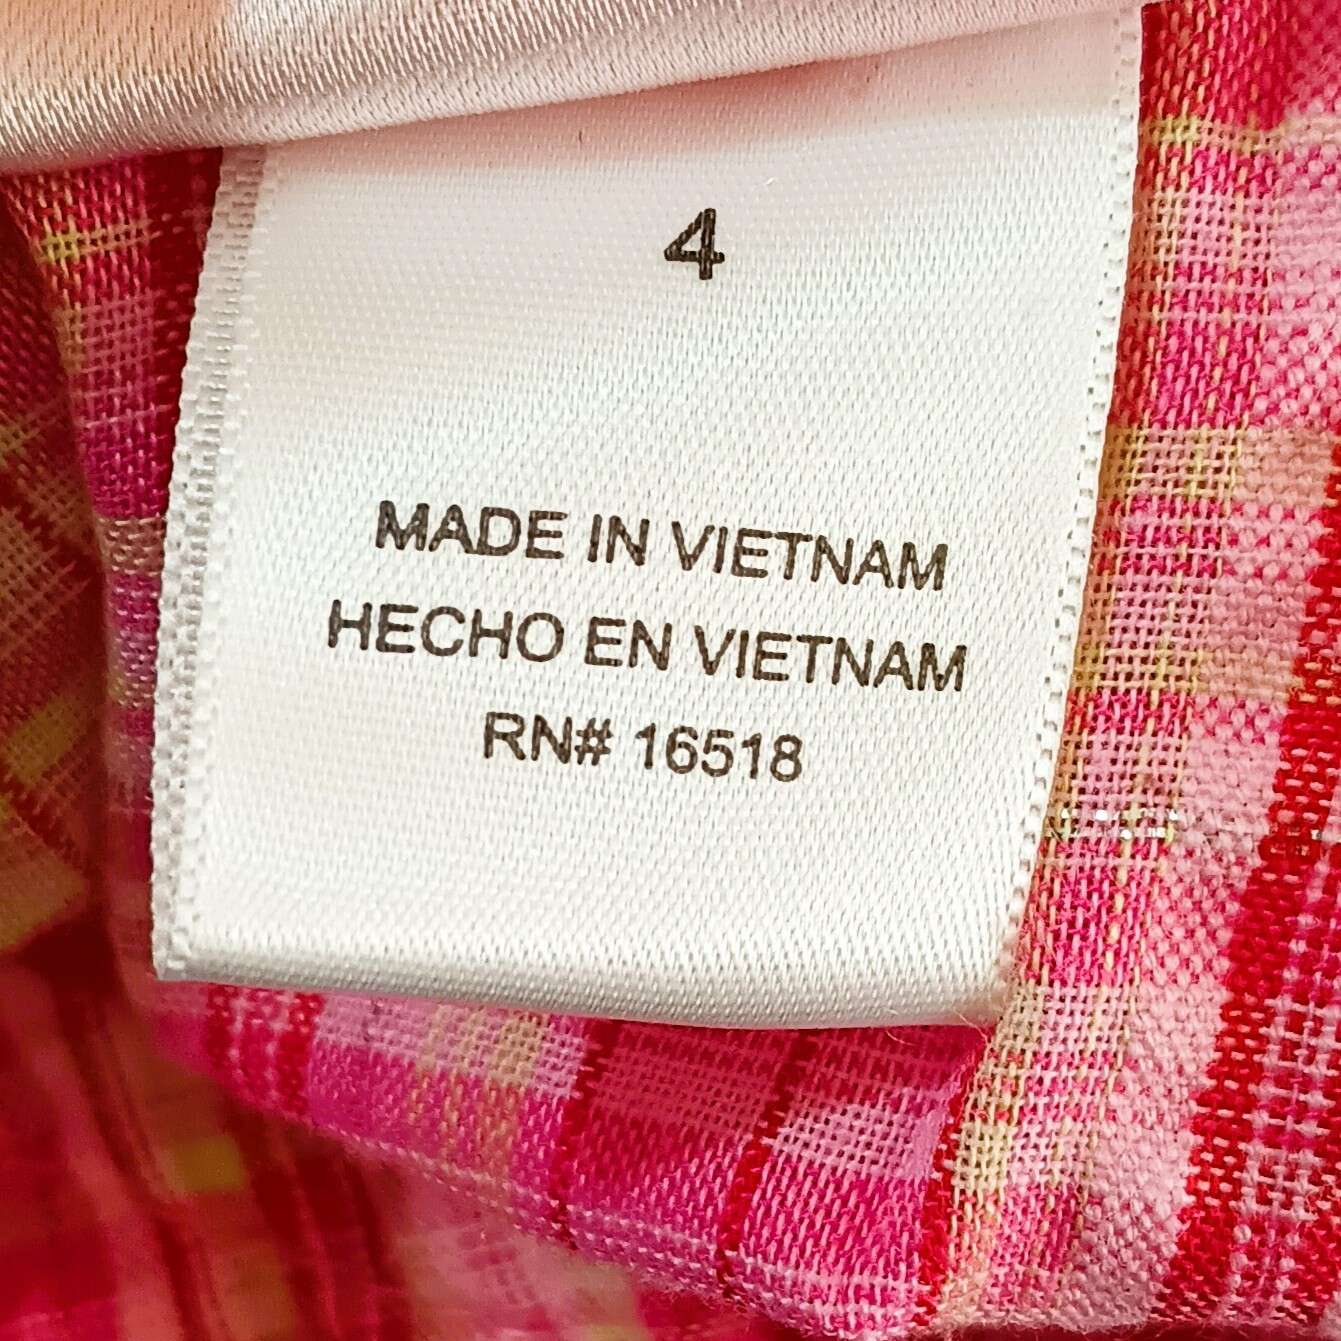 4
MADE IN VIETNAM
HECHO EN VIETNAM
RN# 16518